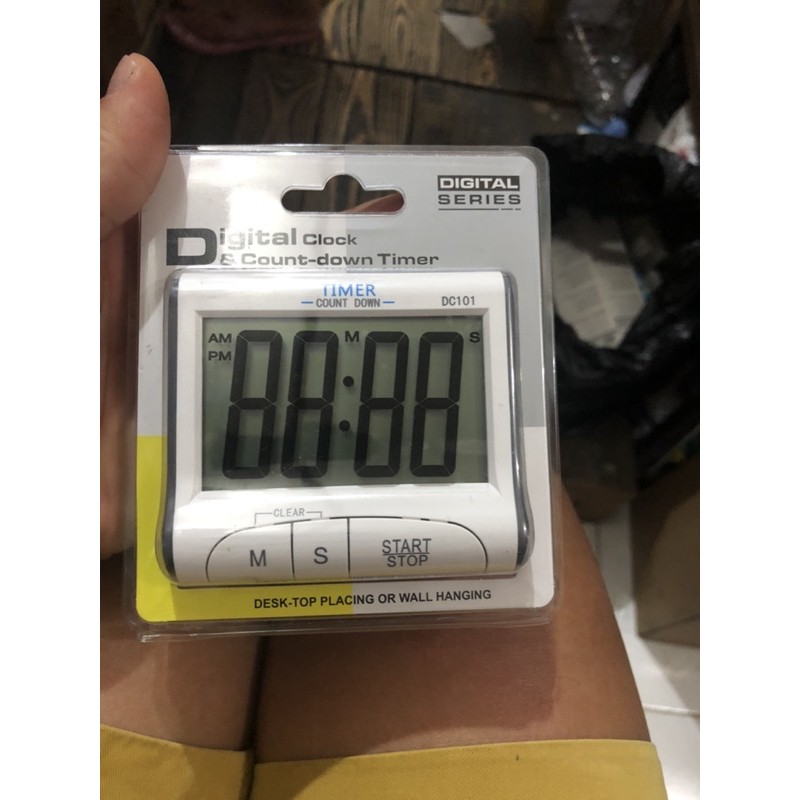 DIGITAL
SERIES
Digital Clock
& Count-down Timer
TIMER
COUNT DOWN
DC101
AM M S
PM
88:88
CLEAR
M S START
STOP
DESK-TOP PLACING OR WALL HANGING